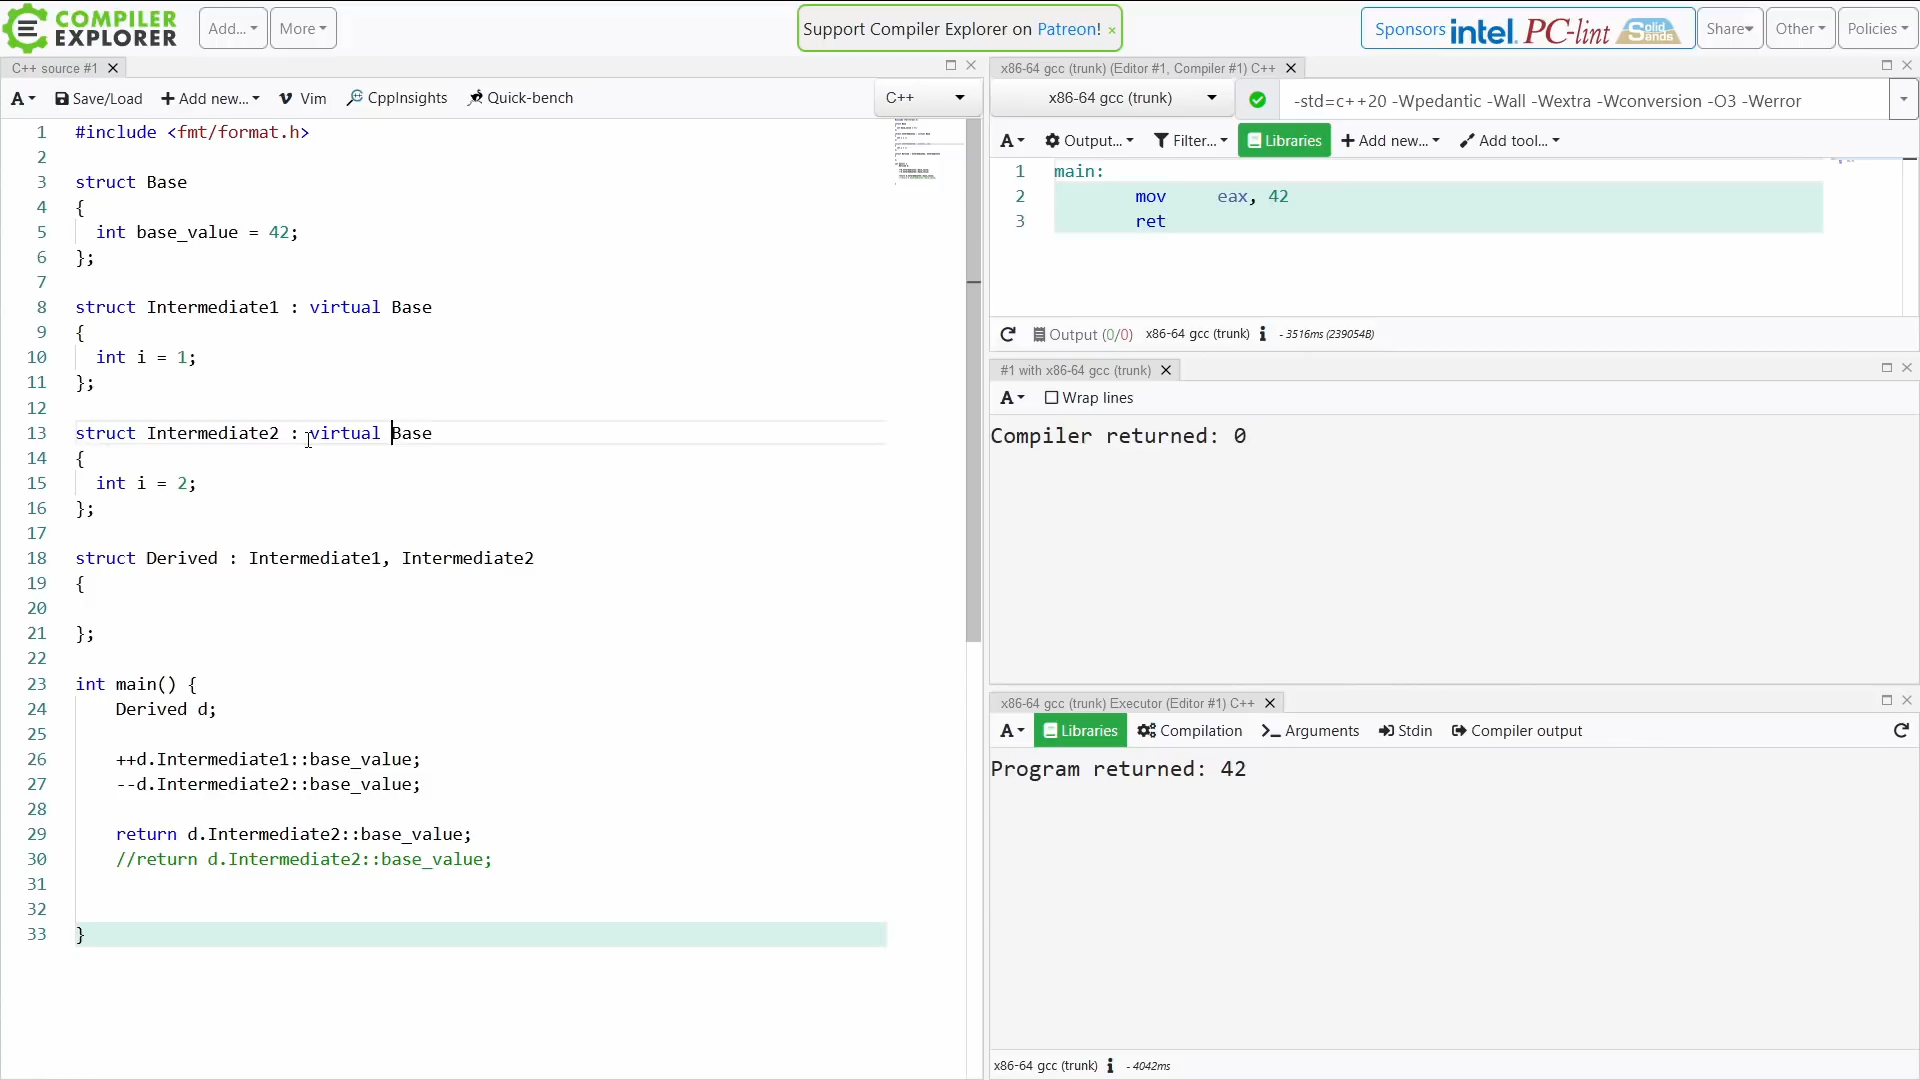 COMPILER EXPLORER Add... More Support Compiler Explorer on Patreon! × Sponsors intel. PC-lint Solid Sands Share Other Policies
C++ source #1
A Save/Load Add new... Vim CppInsights Quick-bench C++
1 #include <fmt/format.h>
2
3 struct Base
4 {
5 int base_value = 42;
6 };
7
8 struct Intermediate1 : virtual Base
9 {
10 int i = 1;
11 };
12
13 struct Intermediate2 : virtual Base
14 {
15 int i = 2;
16 };
17
18 struct Derived : Intermediate1, Intermediate2
19 {
20
21 };
22
23 int main() {
24 Derived d;
25
26 ++d.Intermediate1::base_value;
27 --d.Intermediate2::base_value;
28
29 return d.Intermediate2::base_value;
30 //return d.Intermediate2::base_value;
31
32
33 }
x86-64 gcc (trunk) (Editor #1, Compiler #1) C++
x86-64 gcc (trunk) -std=c++20 -Wpedantic -Wall -Wextra -Wconversion -O3 -Werror
A Output... Filter... Libraries Add new... Add tool...
1 main:
2 mov eax, 42
3 ret
Output (0/0) x86-64 gcc (trunk) i - 3516ms (239054B)
#1 with x86-64 gcc (trunk)
A Wrap lines
Compiler returned: 0
x86-64 gcc (trunk) Executor (Editor #1) C++
A Libraries Compilation Arguments Stdin Compiler output
Program returned: 42
x86-64 gcc (trunk) i - 4042ms